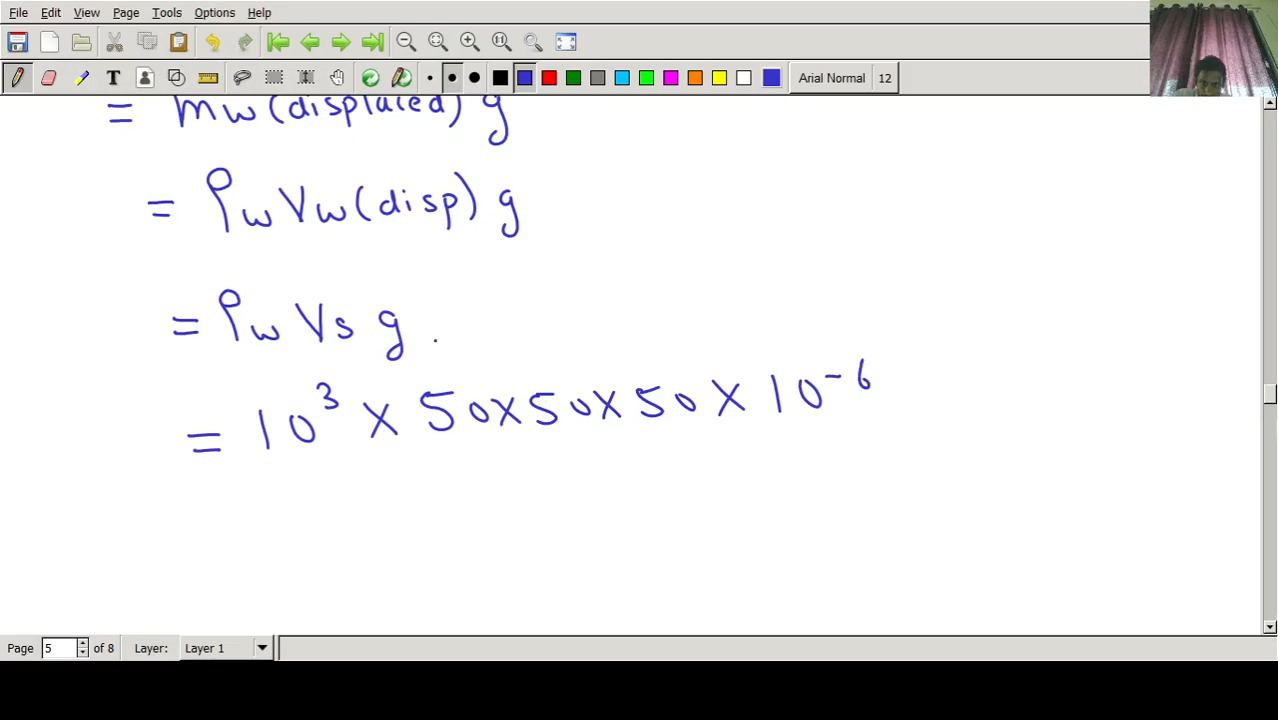 File Edit View Page Tools Options Help
Arial Normal 12
= mw (displaced) g
= ρw Vw (disp) g
= ρw Vs g .
= 10³ × 50×50×50 × 10⁻⁶
Page 5 of 8 Layer: Layer 1